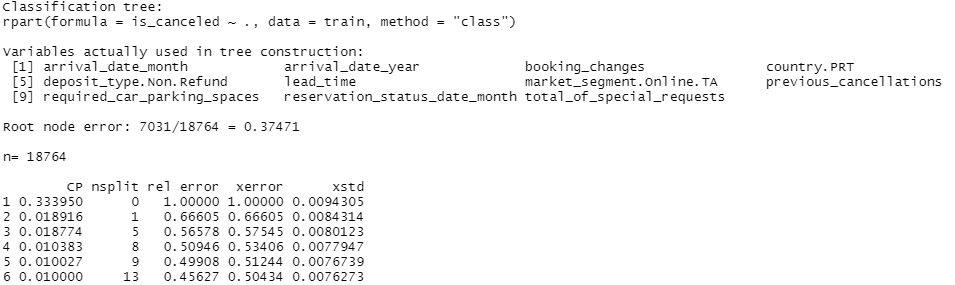 Classification tree:
rpart(formula = is_canceled ~ ., data = train, method = "class")

Variables actually used in tree construction:
 [1] arrival_date_month            arrival_date_year             booking_changes               country.PRT
 [5] deposit_type.Non.Refund       lead_time                     market_segment.Online.TA      previous_cancellations
 [9] required_car_parking_spaces   reservation_status_date_month total_of_special_requests

Root node error: 7031/18764 = 0.37471

n= 18764

        CP nsplit rel error  xerror      xstd
1 0.333950      0   1.00000 1.00000 0.0094305
2 0.018916      1   0.66605 0.66605 0.0084314
3 0.018774      5   0.56578 0.57545 0.0080123
4 0.010383      8   0.50946 0.53406 0.0077947
5 0.010027      9   0.49908 0.51244 0.0076739
6 0.010000     13   0.45627 0.50434 0.0076273